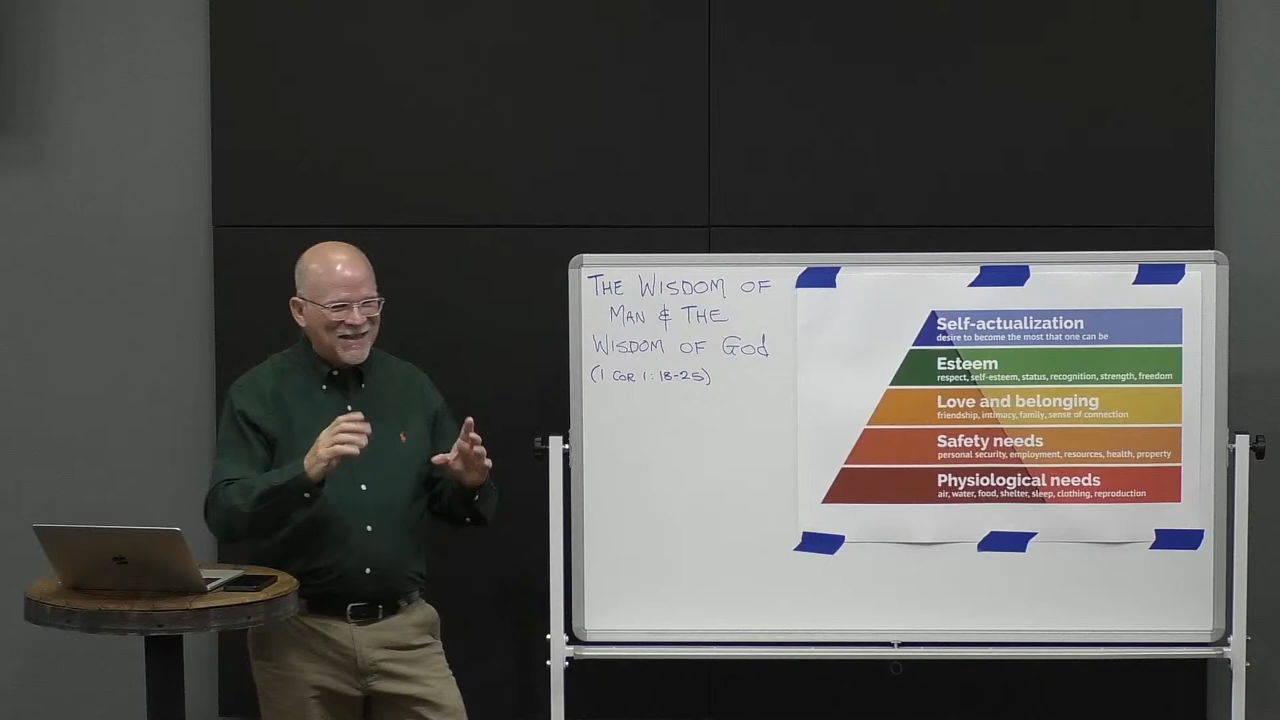 THE WISDOM OF
MAN & THE
WISDOM OF GOD
(1 COR 1:18-25)
Self-actualization
desire to become the most that one can be
Esteem
respect, self-esteem, status, recognition, strength, freedom
Love and belonging
friendship, intimacy, family, sense of connection
Safety needs
personal security, employment, resources, health, property
Physiological needs
air, water, food, shelter, sleep, clothing, reproduction